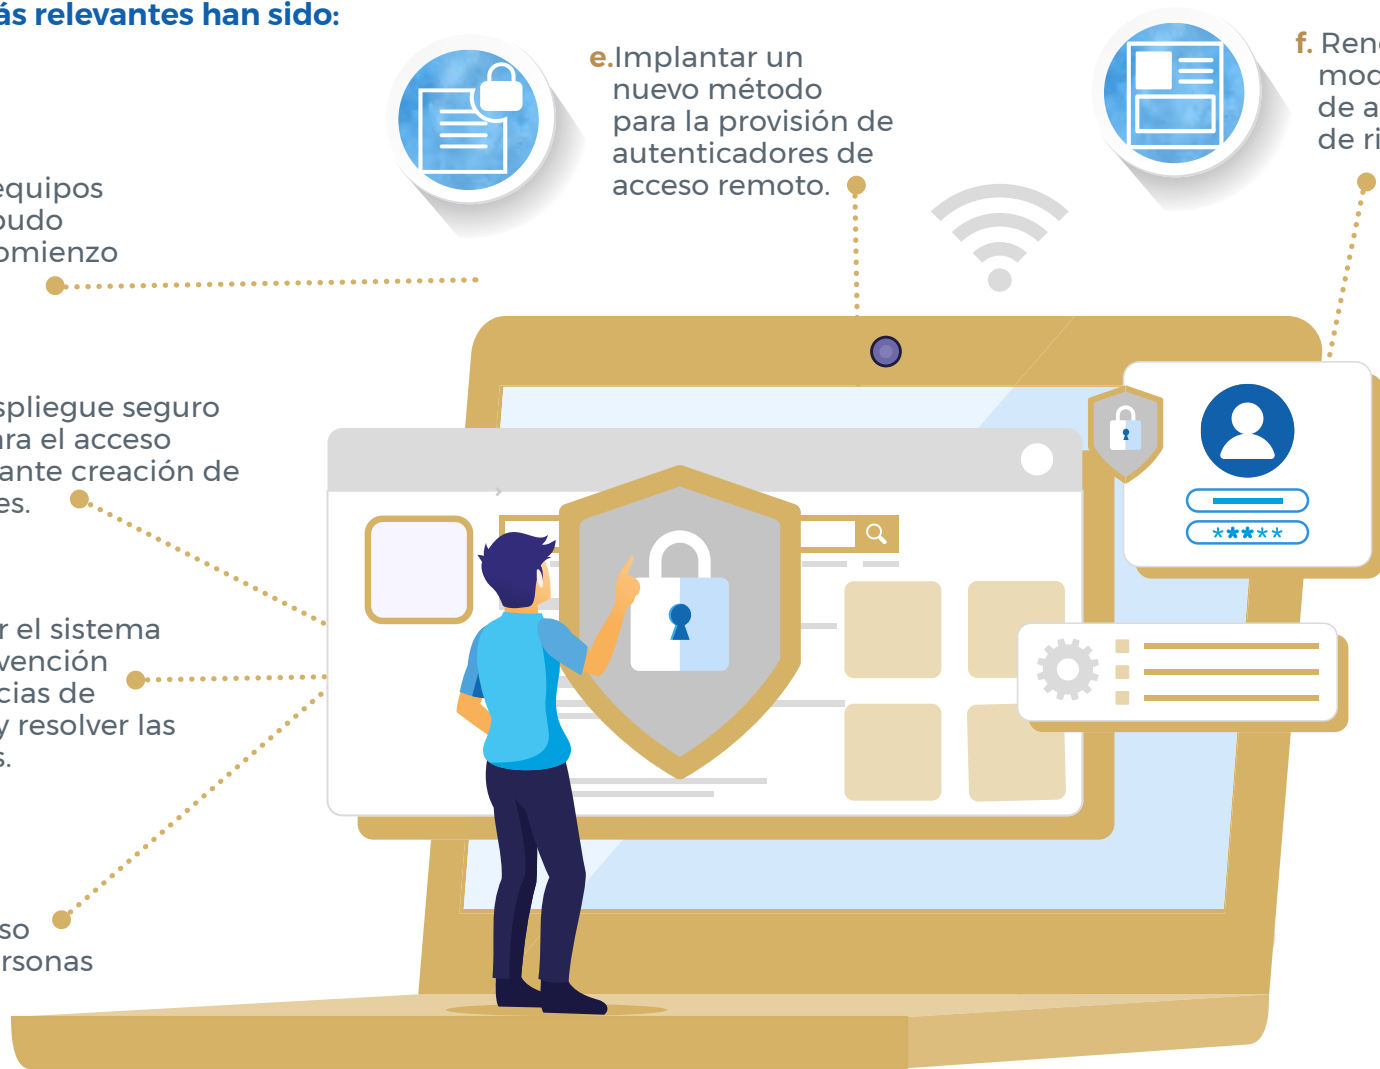 ás relevantes han sido:
e.Implantar un
nuevo método
para la provisión de
autenticadores de
acceso remoto.
f. Ren
mod
de a
de ri
equipos
pudo
omienzo
spliegue seguro
ara el acceso
ante creación de
es.
r el sistema
vención
cias de
y resolver las
s.
so
rsonas
*****